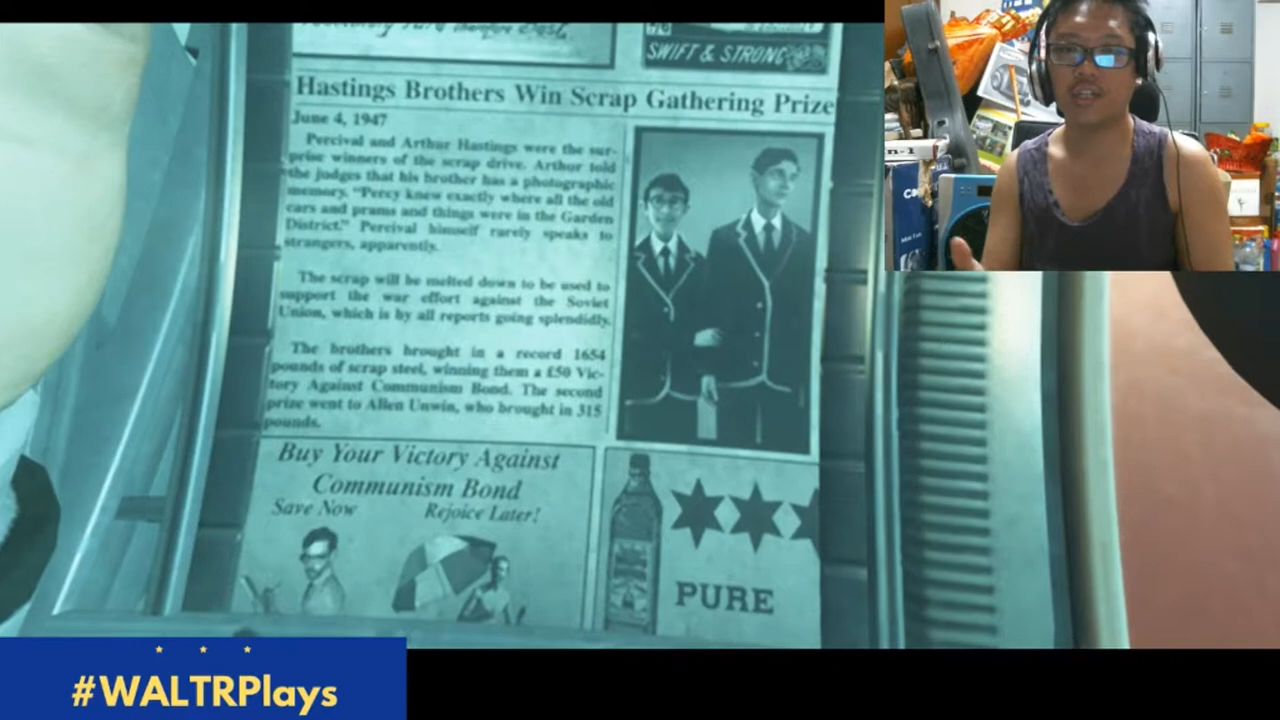 SWIFT & STRONG
Hastings Brothers Win Scrap Gathering Prize
June 4, 1947
Percival and Arthur Hastings were the sur-
prise winners of the scrap drive. Arthur told
the judges that his brother has a photographic
memory. "Percy knew exactly where all the old
cars and prams and things were in the Garden
District." Percival himself rarely speaks to
strangers, apparently.
The scrap will be melted down to be used to
support the war effort against the Soviet
Union, which is by all reports going splendidly.
The brothers brought in a record 1654
pounds of scrap steel, winning them a £50 Vic-
tory Against Communism Bond. The second
prize went to Allen Unwin, who brought in 315
pounds.
Buy Your Victory Against
Communism Bond
Save Now Rejoice Later!
PURE
#WALTRPlays